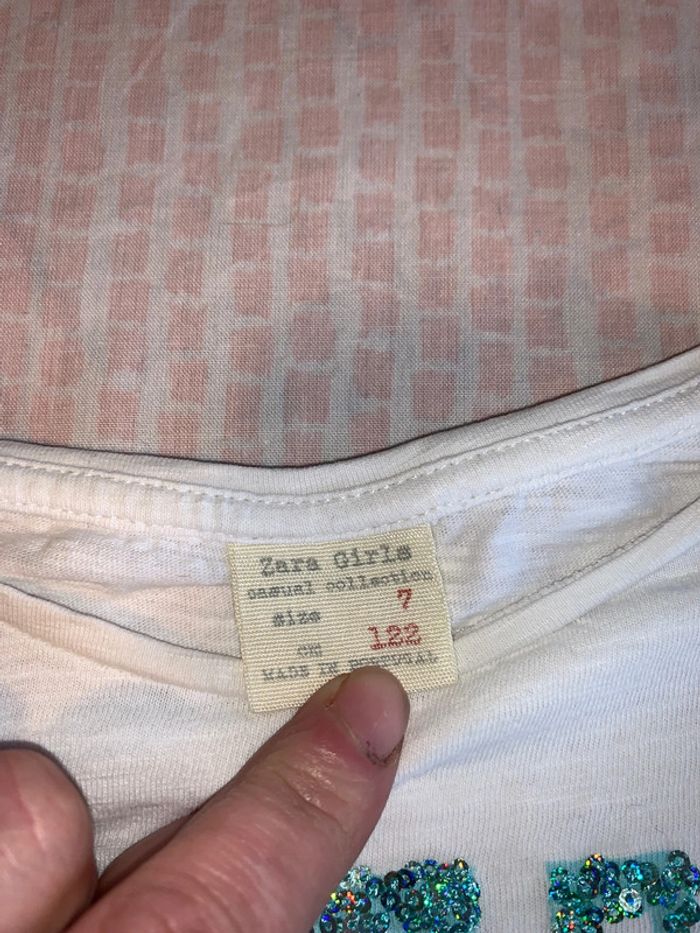 Zara Girls
casual collection
size 7
cm 122
MADE IN PORTUGAL